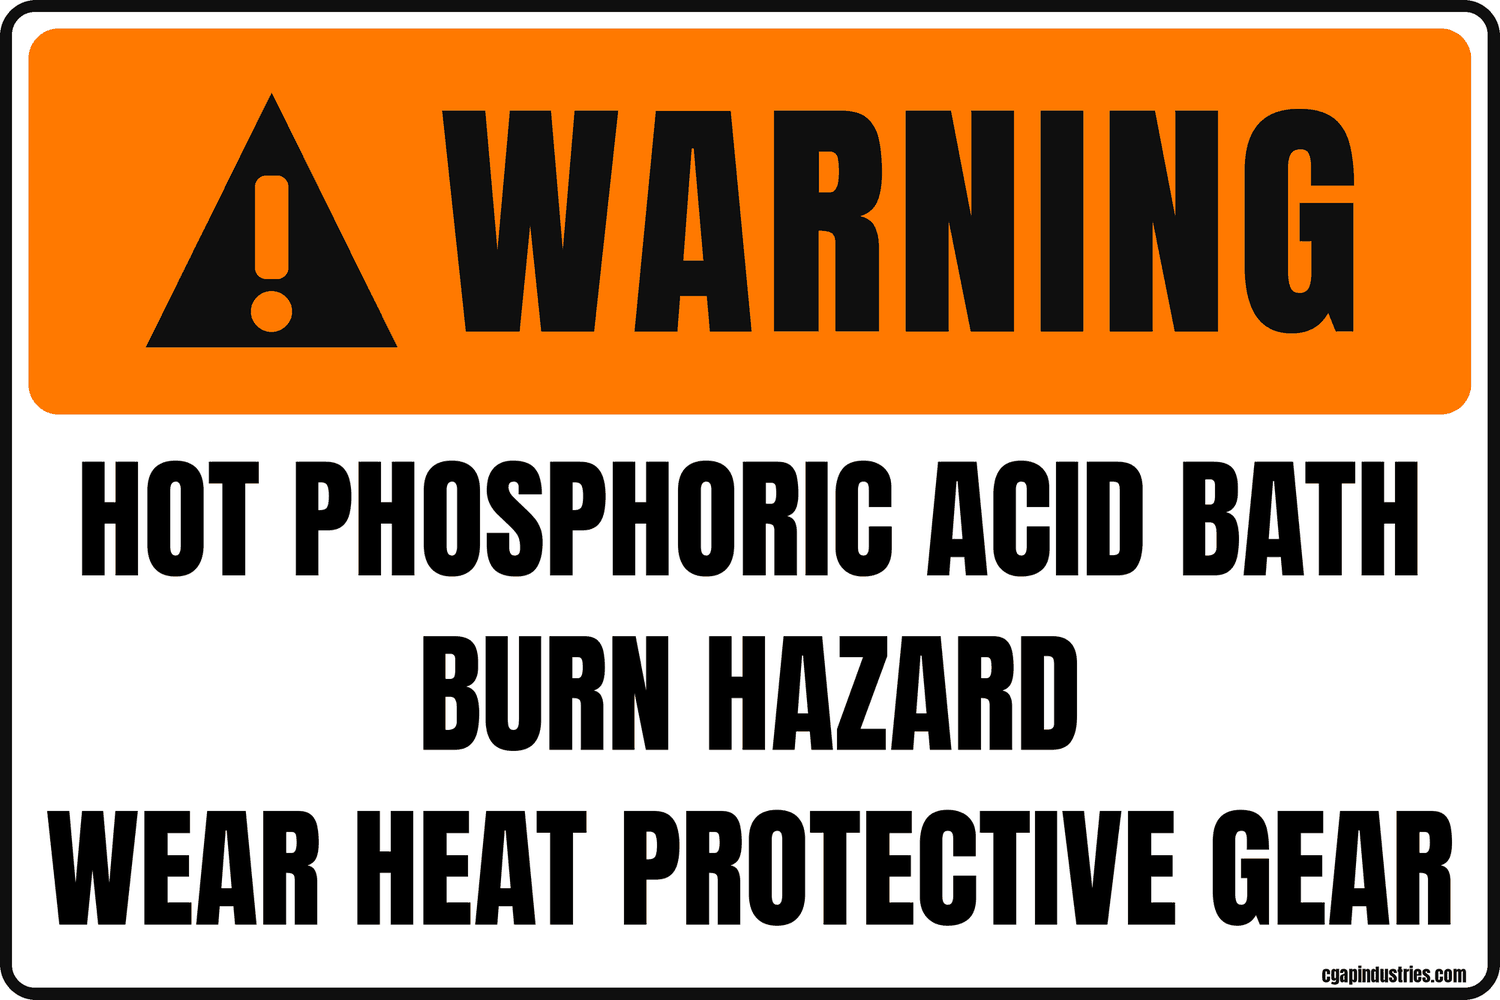 WARNING
HOT PHOSPHORIC ACID BATH
BURN HAZARD
WEAR HEAT PROTECTIVE GEAR
cgapindustries.com